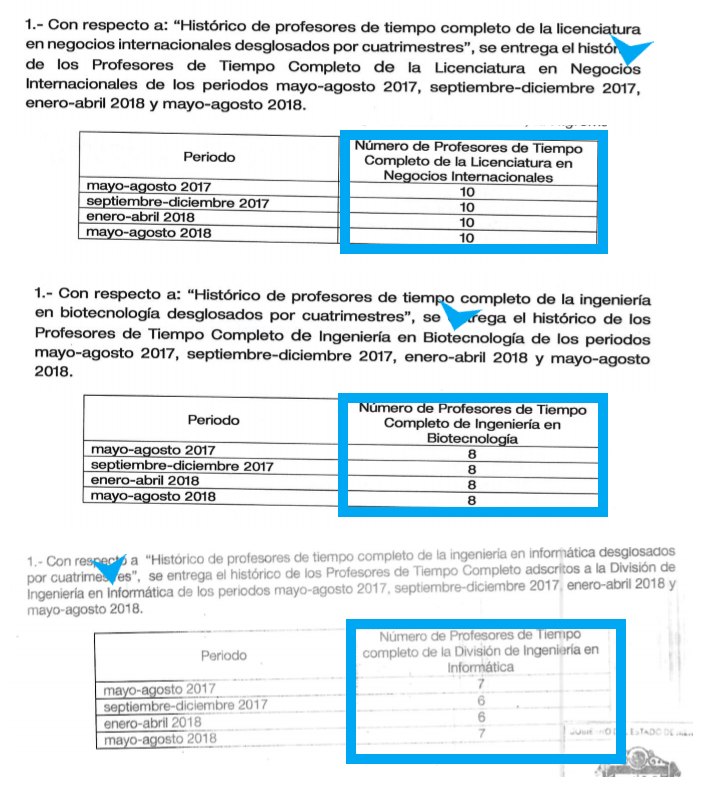 1.- Con respecto a: “Histórico de profesores de tiempo completo de la licenciatura
en negocios internacionales desglosados por cuatrimestres”, se entrega el
de los Profesores de Tiempo Completo de la Licenciatura en Negocios
Internacionales de los periodos mayo-agosto 2017, septiembre-diciembre 2017,
enero-abril 2018 y mayo-agosto 2018.
Periodo
Número de Profesores de Tiempo
Completo de la Licenciatura en
Negocios Internacionales
mayo-agosto 2017 10
septiembre-diciembre 2017 10
enero-abril 2018 10
mayo-agosto 2018 10
1.- Con respecto a: “Histórico de profesores de tiempo completo de la ingeniería
en biotecnología desglosados por cuatrimestres”, se el histórico de los
Profesores de Tiempo Completo de Ingeniería en Biotecnología de los periodos
mayo-agosto 2017, septiembre-diciembre 2017, enero-abril 2018 y mayo-agosto
2018.
Periodo
Número de Profesores de Tiempo
Completo de Ingeniería en
Biotecnología
mayo-agosto 2017 8
septiembre-diciembre 2017 8
enero-abril 2018 8
mayo-agosto 2018 8
1.- Con respecto a “Histórico de profesores de tiempo completo de la ingeniería en informática desglosados
por cuatrimestres”, se entrega el histórico de los Profesores de Tiempo Completo adscritos a la División de
Ingeniería en Informática de los periodos mayo-agosto 2017, septiembre-diciembre 2017, enero-abril 2018 y
mayo-agosto 2018.
Periodo
Número de Profesores de Tiempo
completo de la División de Ingeniería en
Informática
mayo-agosto 2017 7
septiembre-diciembre 2017 6
enero-abril 2018 6
mayo-agosto 2018 7
ESTADO DE